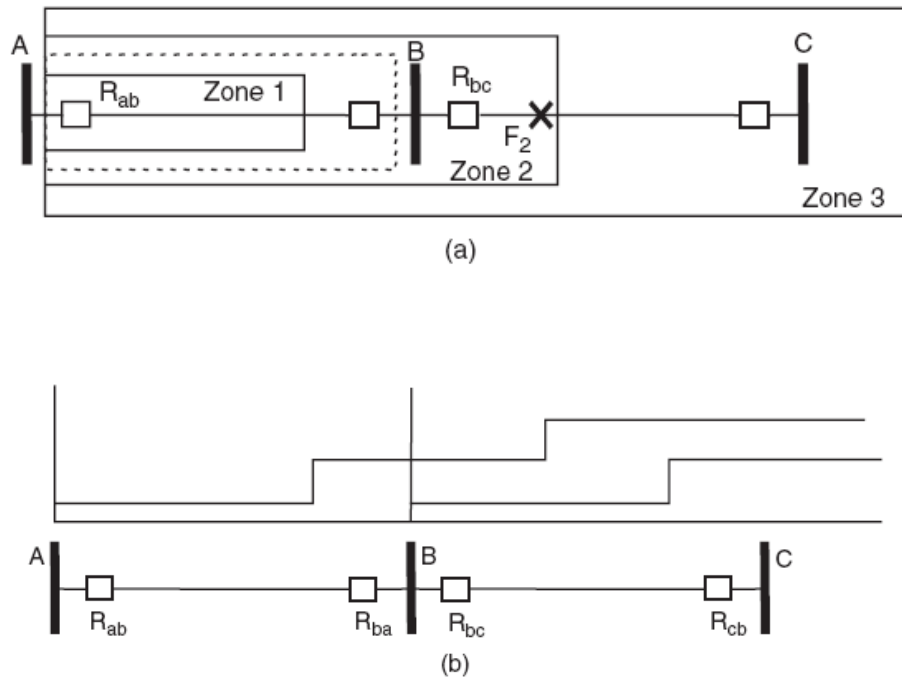 A
B
C
R_ab
Zone 1
R_bc
F_2
Zone 2
Zone 3
(a)
A
B
C
R_ab
R_ba
R_bc
R_cb
(b)